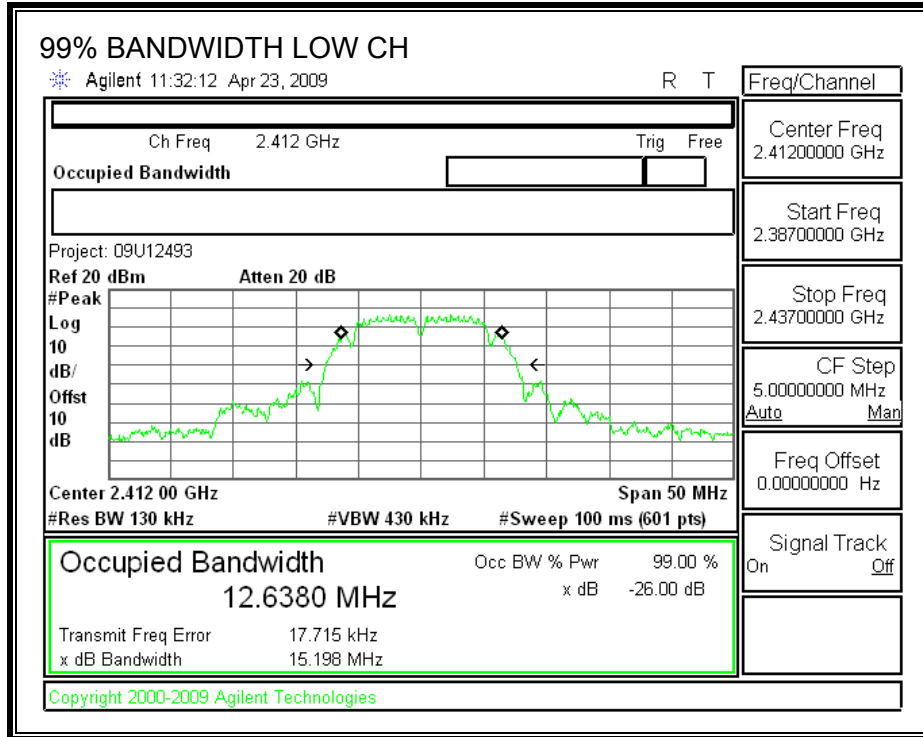 99% BANDWIDTH LOW CH
Agilent 11:32:12 Apr 23, 2009 R T
Freq/Channel
Ch Freq 2.412 GHz Trig Free
Occupied Bandwidth
Center Freq
2.41200000 GHz
Start Freq
2.38700000 GHz
Stop Freq
2.43700000 GHz
CF Step
5.00000000 MHz
Auto Man
Freq Offset
0.00000000 Hz
Signal Track
On Off
Project: 09U12493
Ref 20 dBm Atten 20 dB
#Peak
Log
10
dB/
Offst
10
dB
Center 2.412 00 GHz Span 50 MHz
#Res BW 130 kHz #VBW 430 kHz #Sweep 100 ms (601 pts)
Occupied Bandwidth Occ BW % Pwr 99.00 %
12.6380 MHz x dB -26.00 dB
Transmit Freq Error 17.715 kHz
x dB Bandwidth 15.198 MHz
Copyright 2000-2009 Agilent Technologies